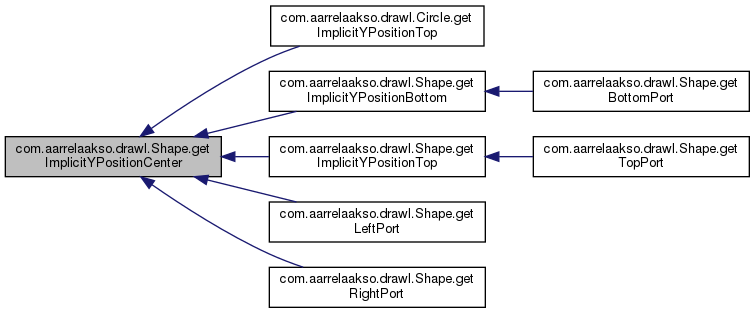 com.aarrelaakso.drawl.Circle.get
ImplicitYPositionTop
com.aarrelaakso.drawl.Shape.get
ImplicitYPositionBottom
com.aarrelaakso.drawl.Shape.get
BottomPort
com.aarrelaakso.drawl.Shape.get
ImplicitYPositionCenter
com.aarrelaakso.drawl.Shape.get
ImplicitYPositionTop
com.aarrelaakso.drawl.Shape.get
TopPort
com.aarrelaakso.drawl.Shape.get
LeftPort
com.aarrelaakso.drawl.Shape.get
RightPort